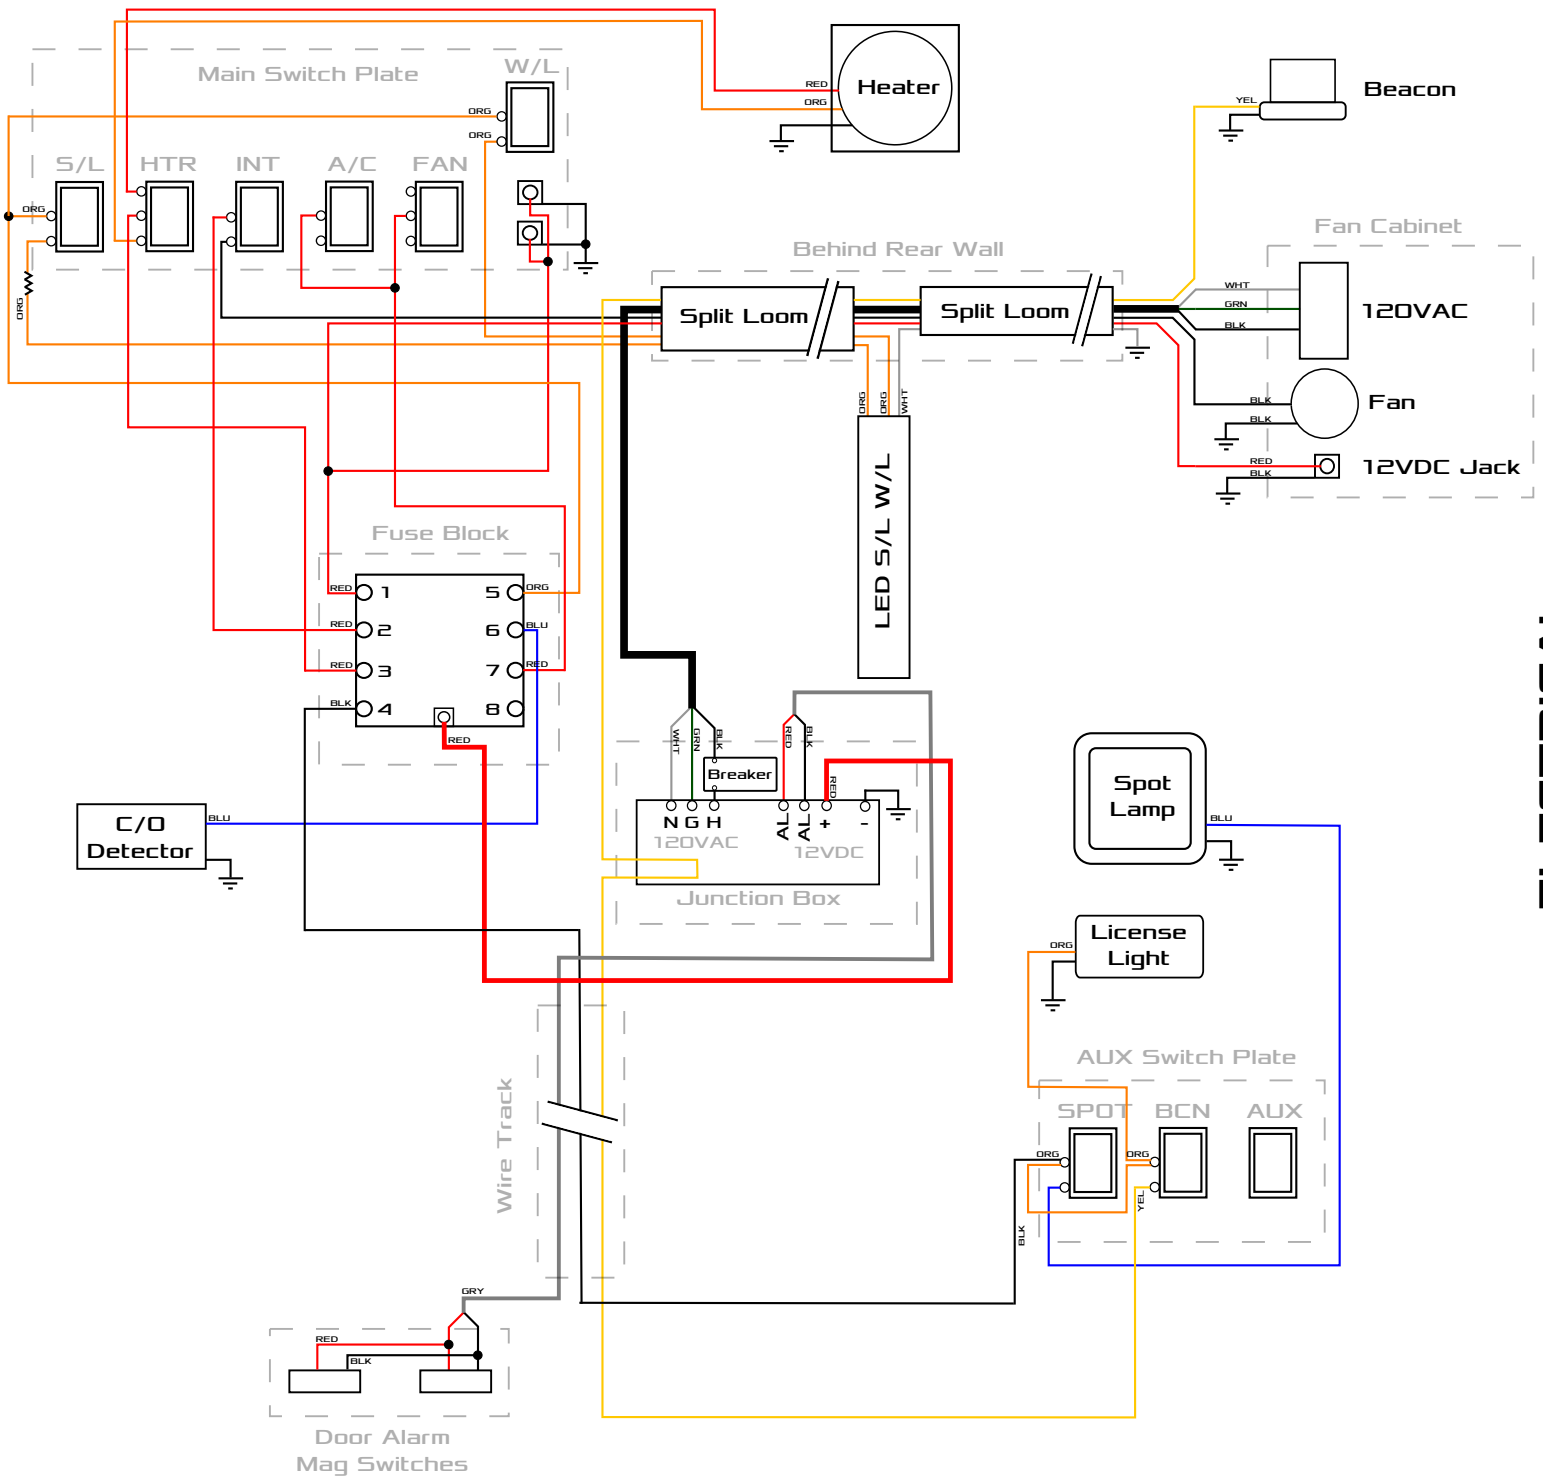 Main Switch Plate
W/L
RED
ORG
Heater
YEL
Beacon
ORG
ORG
S/L
HTR
INT
A/C
FAN
ORG
ORG
Behind Rear Wall
Split Loom
Split Loom
Fan Cabinet
WHT
GRN
BLK
120VAC
BLK
BLK
Fan
RED
BLK
12VDC Jack
ORG
ORG
WHT
LED S/L W/L
Fuse Block
RED
1
5
ORG
RED
2
6
BLU
RED
3
7
RED
BLK
4
8
RED
WHT
GRN
BLK
RED
BLK
RED
Breaker
N G H
AL
AL
+
-
120VAC
12VDC
Junction Box
C/O
Detector
BLU
Spot
Lamp
BLU
License
Light
ORG
AUX Switch Plate
SPOT
BCN
AUX
ORG
ORG
YEL
BLK
Wire Track
GRY
RED
BLK
Door Alarm
Mag Switches